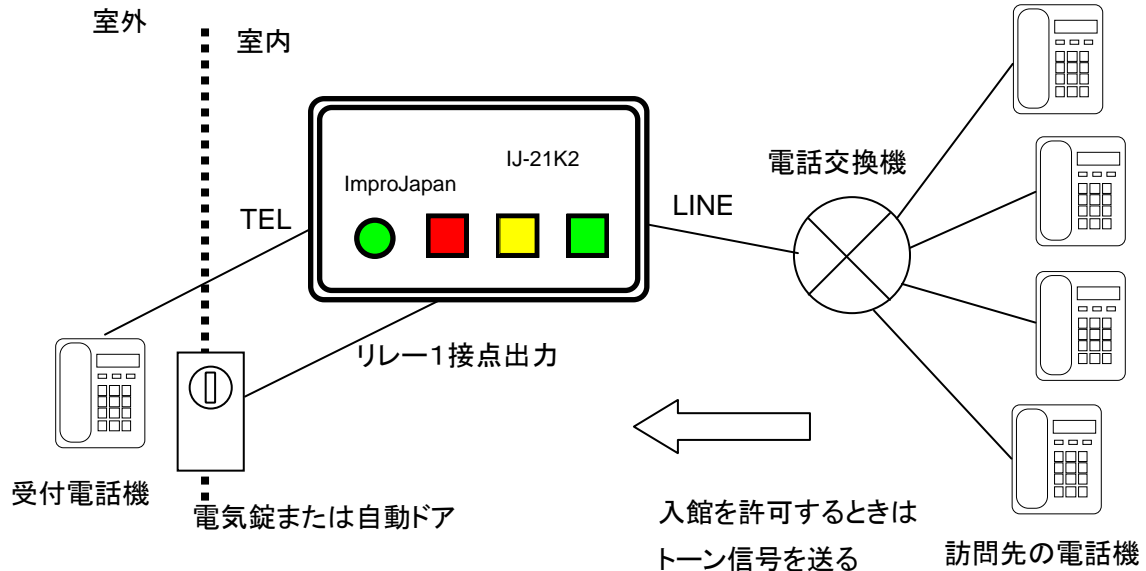 室外
室内
IJ-21K2
ImproJapan
電話交換機
TEL
LINE
リレー1接点出力
受付電話機
電気錠または自動ドア
入館を許可するときは
トーン信号を送る
訪問先の電話機